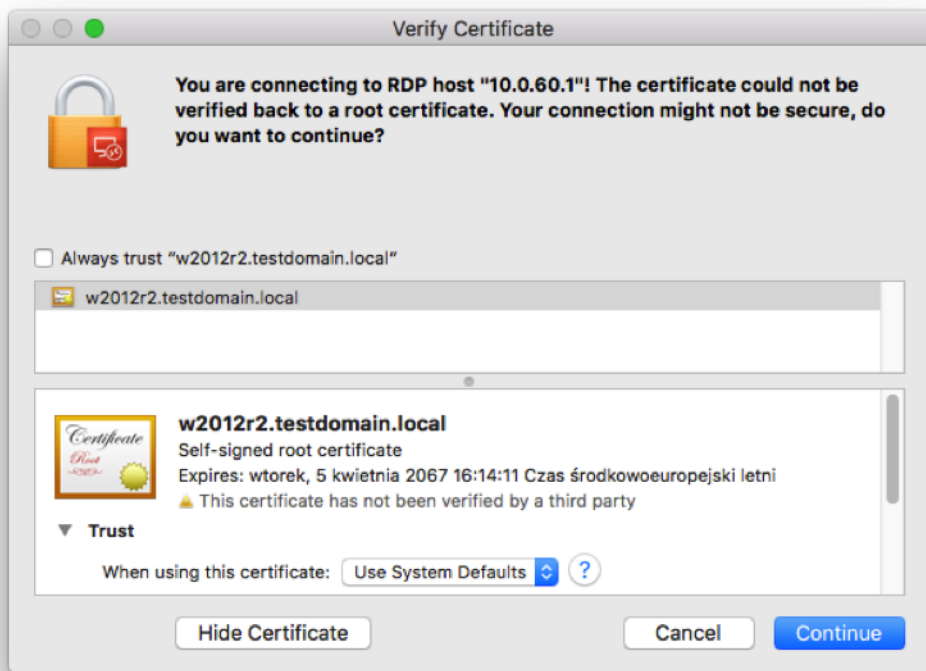 Verify Certificate
You are connecting to RDP host "10.0.60.1"! The certificate could not be
verified back to a root certificate. Your connection might not be secure, do
you want to continue?
Always trust “w2012r2.testdomain.local”
w2012r2.testdomain.local
Certificate
Root
w2012r2.testdomain.local
Self-signed root certificate
Expires: wtorek, 5 kwietnia 2067 16:14:11 Czas środkowoeuropejski letni
This certificate has not been verified by a third party
Trust
When using this certificate: Use System Defaults ?
Hide Certificate Cancel Continue